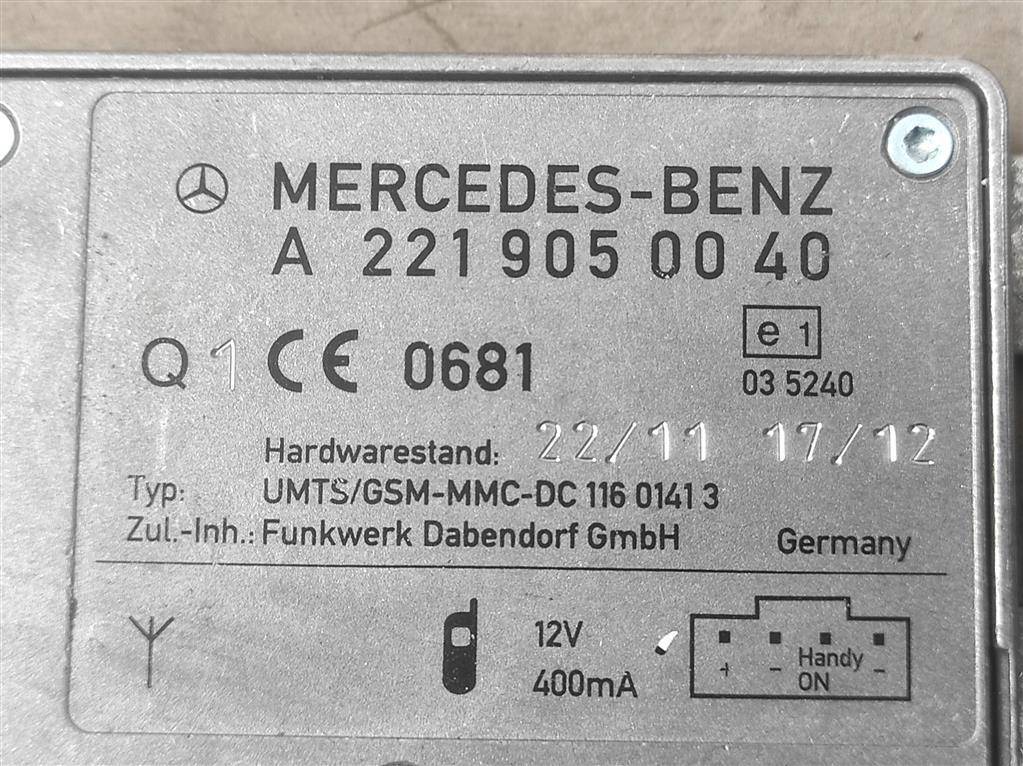 MERCEDES-BENZ
A 221 905 00 40
Q 1 CE 0681 e 1
03 5240
Hardwarestand: 22/11 17/12
Typ: UMTS/GSM-MMC-DC 116 0141 3
Zul.-Inh.: Funkwerk Dabendorf GmbH Germany
12V
400mA
+ - Handy -
ON